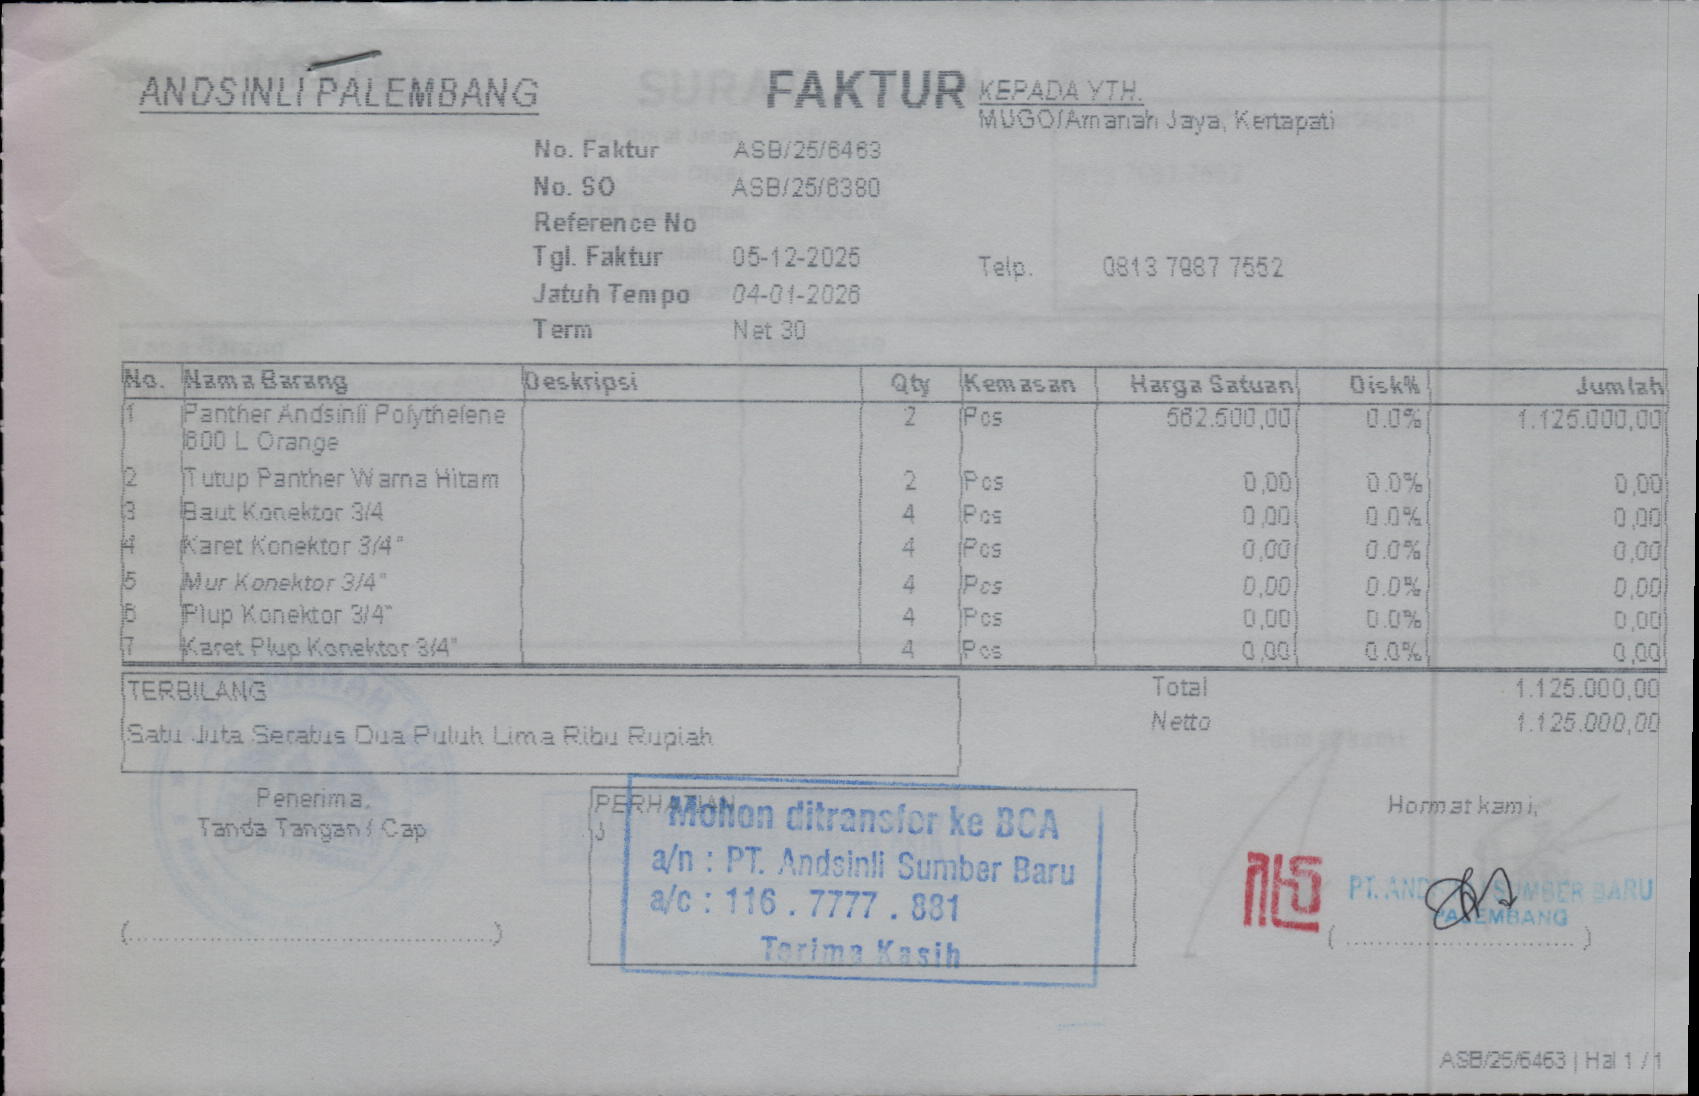 ANDSINLI PALEMBANG
FAKTUR
KEPADA YTH.
MUGO/Amanah Jaya, Kertapati
No. Faktur ASB/25/6463
No. SO ASB/25/6380
Reference No
Tgl. Faktur 05-12-2025
Telp. 0813 7987 7552
Jatuh Tempo 04-01-2026
Term Net 30
No. Nama Barang Deskripsi Qty Kemasan Harga Satuan Disk% Jumlah
1 Panther Andsinli Polythelene 2 Pcs 562.500,00 0.0% 1.125.000,00
600 L Orange
2 Tutup Panther Warna Hitam 2 Pcs 0,00 0.0% 0,00
3 Baut Konektor 3/4 4 Pcs 0,00 0.0% 0,00
4 Karet Konektor 3/4" 4 Pcs 0,00 0.0% 0,00
5 Mur Konektor 3/4" 4 Pcs 0,00 0.0% 0,00
6 Plup Konektor 3/4" 4 Pcs 0,00 0.0% 0,00
7 Karet Plup Konektor 3/4" 4 Pcs 0,00 0.0% 0,00
TERBILANG
Satu Juta Seratus Dua Puluh Lima Ribu Rupiah
Total 1.125.000,00
Netto 1.125.000,00
Penerima,
Tanda Tangan / Cap
(...............................................)
PERHATIAN
Mohon ditransfer ke BCA
a/n : PT. Andsinli Sumber Baru
a/c : 116 . 7777 . 881
Terima Kasih
Hormat kami,
PT. ANDSINLI SUMBER BARU
PALEMBANG
( ............................. )
ASB/25/6463 | Hal 1 / 1